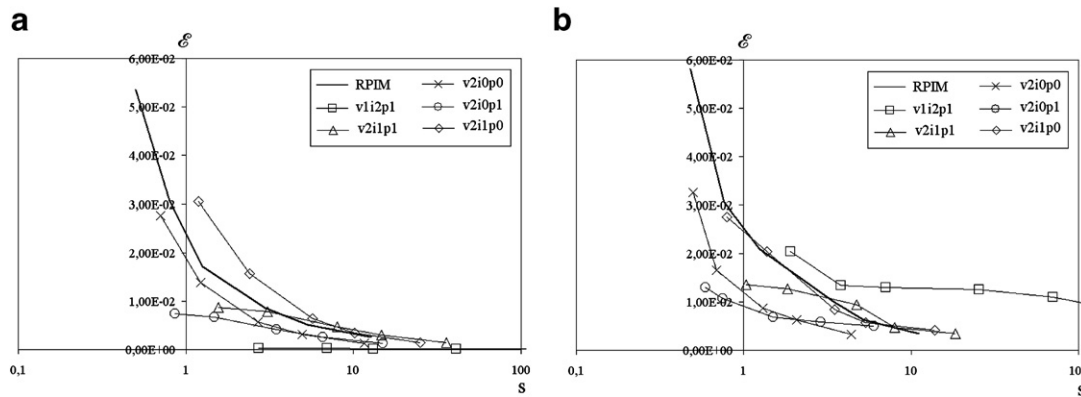 a
ℰ
6,00E-02
5,00E-02
4,00E-02
3,00E-02
2,00E-02
1,00E-02
0,00E+00
RPIM
v2i0p0
v1i2p1
v2i0p1
v2i1p1
v2i1p0
0,1
1
10
100
S
b
ℰ
6,00E-02
5,00E-02
4,00E-02
3,00E-02
2,00E-02
1,00E-02
0,00E+00
RPIM
v2i0p0
v1i2p1
v2i0p1
v2i1p1
v2i1p0
0,1
1
10
100
S